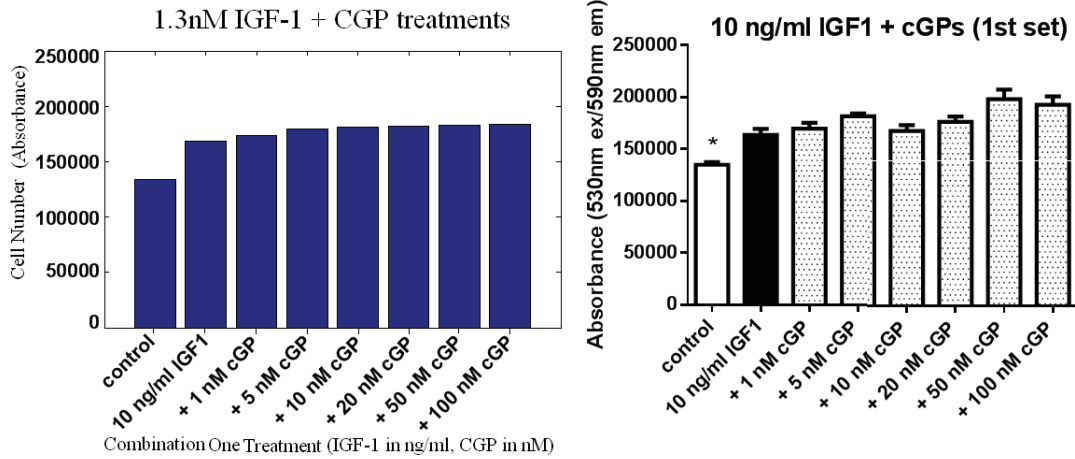 1.3nM IGF-1 + CGP treatments
Cell Number (Absorbance)
250000
200000
150000
100000
50000
0
control
10 ng/ml IGF1
+ 1 nM cGP
+ 5 nM cGP
+ 10 nM cGP
+ 20 nM cGP
+ 50 nM cGP
+ 100 nM cGP
Combination One Treatment (IGF-1 in ng/ml, CGP in nM)
10 ng/ml IGF1 + cGPs (1st set)
Absorbance (530nm ex/590nm em)
250000
200000
150000
100000
50000
0
*
control
10 ng/ml IGF1
+ 1 nM cGP
+ 5 nM cGP
+ 10 nM cGP
+ 20 nM cGP
+ 50 nM cGP
+ 100 nM cGP